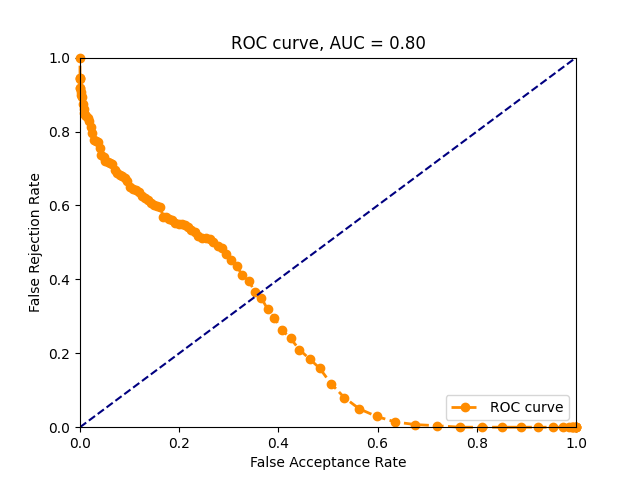 ROC curve, AUC = 0.80
1.0
0.8
0.6
0.4
0.2
0.0
False Rejection Rate
ROC curve
0.0 0.2 0.4 0.6 0.8 1.0
False Acceptance Rate